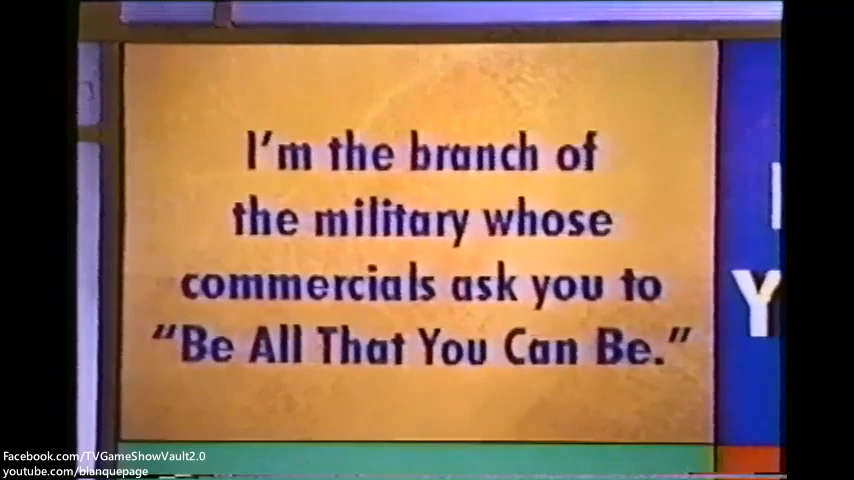 I'm the branch of
the military whose
commercials ask you to
"Be All That You Can Be."
Y
Facebook.com/TVGameShowVault2.0
youtube.com/blanquepage